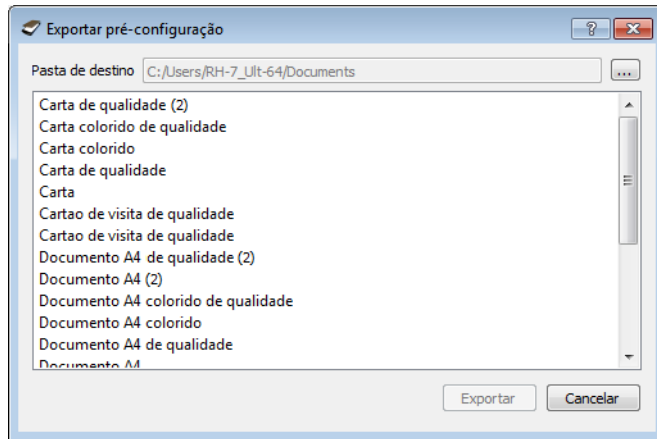 Exportar pré-configuração
Pasta de destino C:/Users/RH-7_Ult-64/Documents ...
Carta de qualidade (2)
Carta colorido de qualidade
Carta colorido
Carta de qualidade
Carta
Cartao de visita de qualidade
Cartao de visita de qualidade
Documento A4 de qualidade (2)
Documento A4 (2)
Documento A4 colorido de qualidade
Documento A4 colorido
Documento A4 de qualidade
Documento A4
Exportar Cancelar